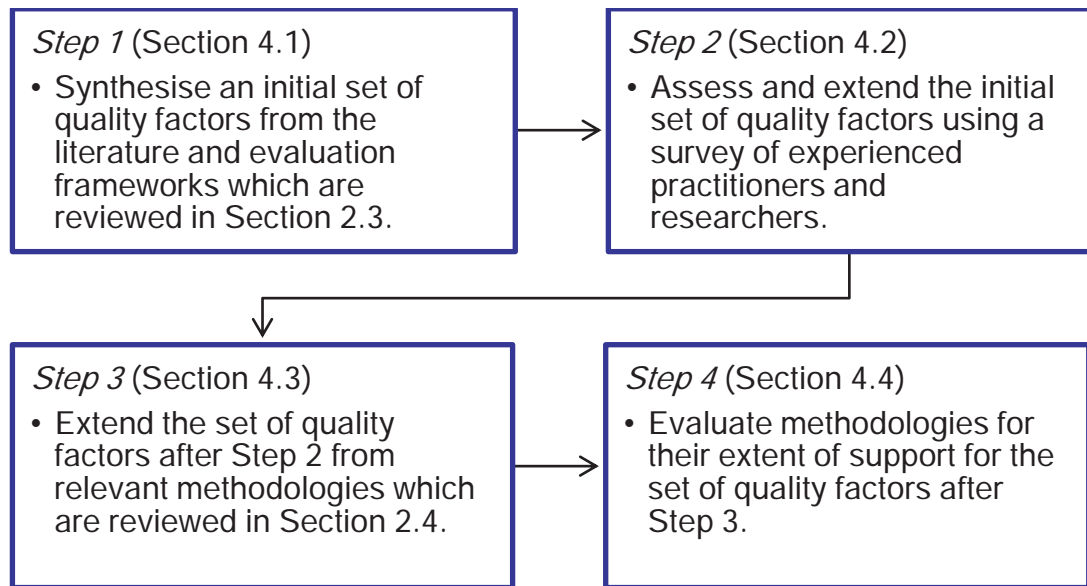 Step 1 (Section 4.1)
• Synthesise an initial set of
quality factors from the
literature and evaluation
frameworks which are
reviewed in Section 2.3.
Step 2 (Section 4.2)
• Assess and extend the initial
set of quality factors using a
survey of experienced
practitioners and
researchers.
Step 3 (Section 4.3)
• Extend the set of quality
factors after Step 2 from
relevant methodologies which
are reviewed in Section 2.4.
Step 4 (Section 4.4)
• Evaluate methodologies for
their extent of support for the
set of quality factors after
Step 3.